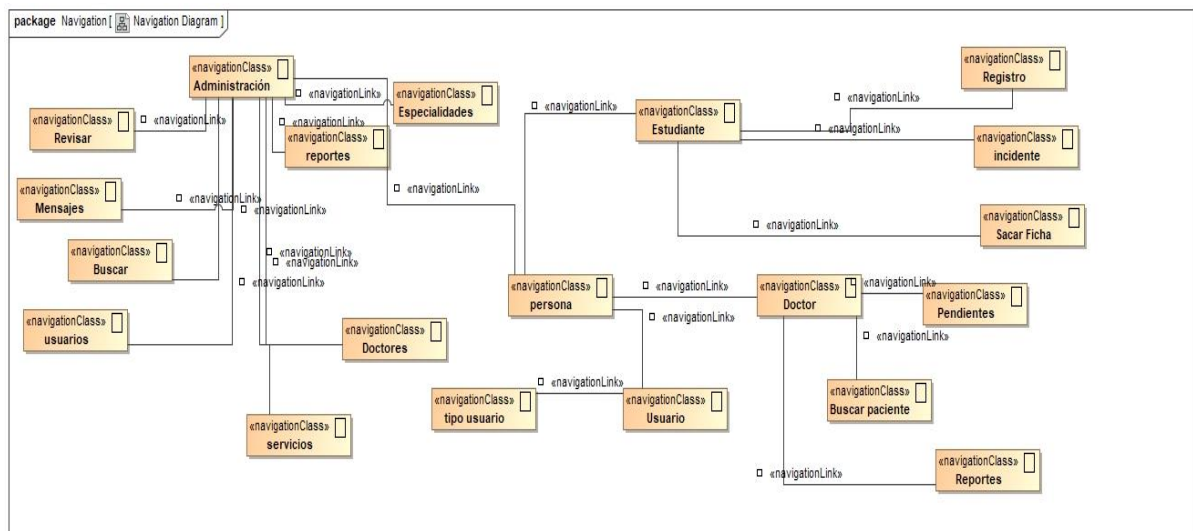 package Navigation [ Navigation Diagram ]
«navigationClass»
Administración
«navigationClass»
Registro
«navigationLink»
«navigationClass»
Especialidades
«navigationLink»
«navigationClass»
Estudiante
«navigationLink»
«navigationClass»
Revisar
«navigationLink»
«navigationLink»
«navigationClass»
reportes
«navigationLink»
«navigationClass»
incidente
«navigationClass»
Mensajes
«navigationLink»
«navigationLink»
«navigationLink»
«navigationClass»
Sacar Ficha
«navigationLink»
«navigationClass»
Buscar
«navigationLink»
«navigationLink»
«navigationLink»
«navigationClass»
persona
«navigationLink»
«navigationClass»
Doctor
«navigationLink»
«navigationClass»
Pendientes
«navigationClass»
usuarios
«navigationClass»
Doctores
«navigationLink»
«navigationLink»
«navigationClass»
tipo usuario
«navigationLink»
«navigationClass»
Usuario
«navigationClass»
Buscar paciente
«navigationClass»
servicios
«navigationLink»
«navigationClass»
Reportes